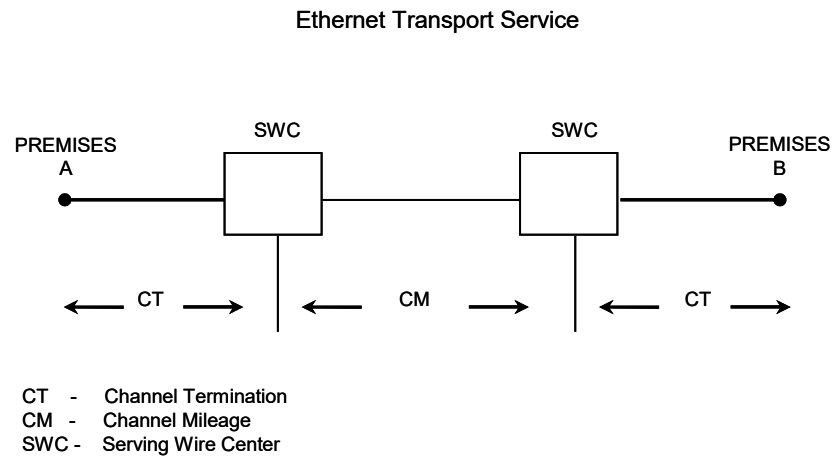 Ethernet Transport Service
SWC SWC
PREMISES PREMISES
A B
CT CM CT
CT - Channel Termination
CM - Channel Mileage
SWC - Serving Wire Center